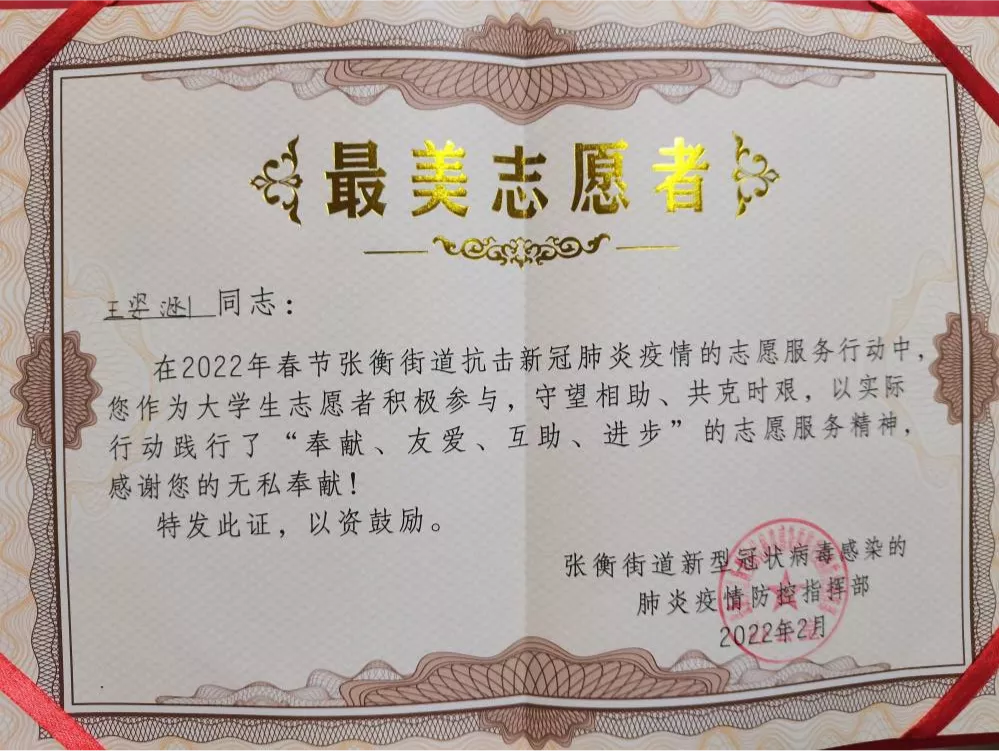 最美志愿者
王姿涵 同志：
在2022年春节张衡街道抗击新冠肺炎疫情的志愿服务行动中，
您作为大学生志愿者积极参与，守望相助、共克时艰，以实际
行动践行了“奉献、友爱、互助、进步”的志愿服务精神，
感谢您的无私奉献！
特发此证，以资鼓励。
张衡街道新型冠状病毒感染的
肺炎疫情防控指挥部
2022年2月